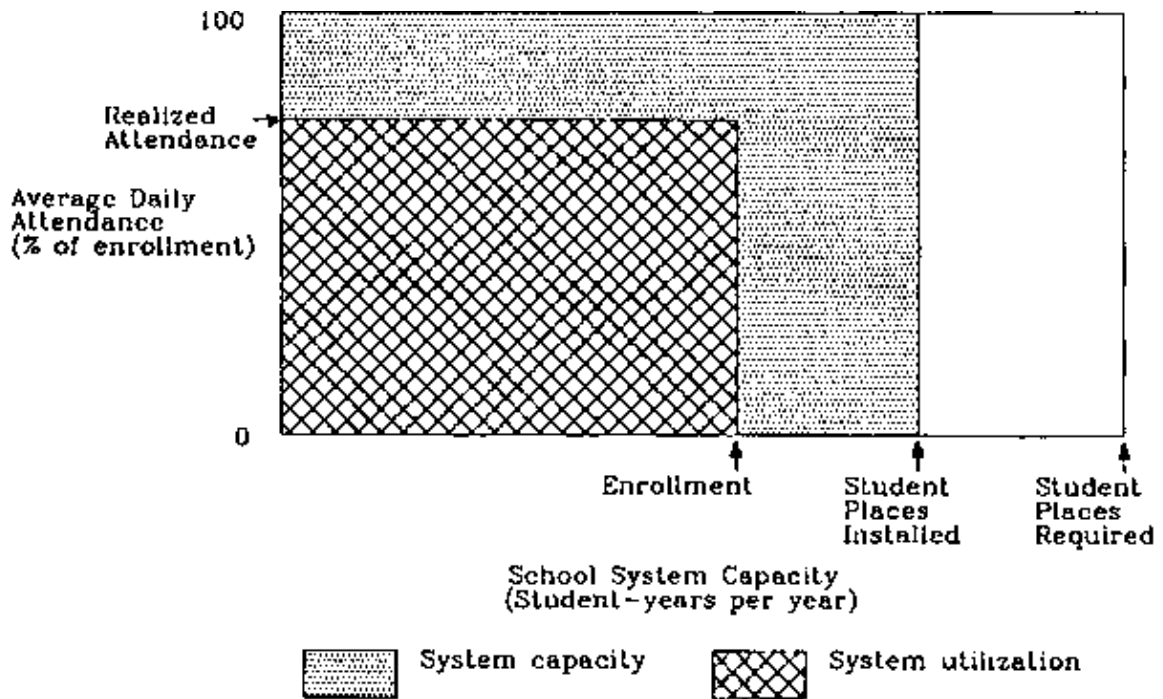 100
Realized
Attendance
Average Daily
Attendance
(% of enrollment)
0
Enrollment
Student
Places
Installed
Student
Places
Required
School System Capacity
(Student-years per year)
System capacity
System utilization